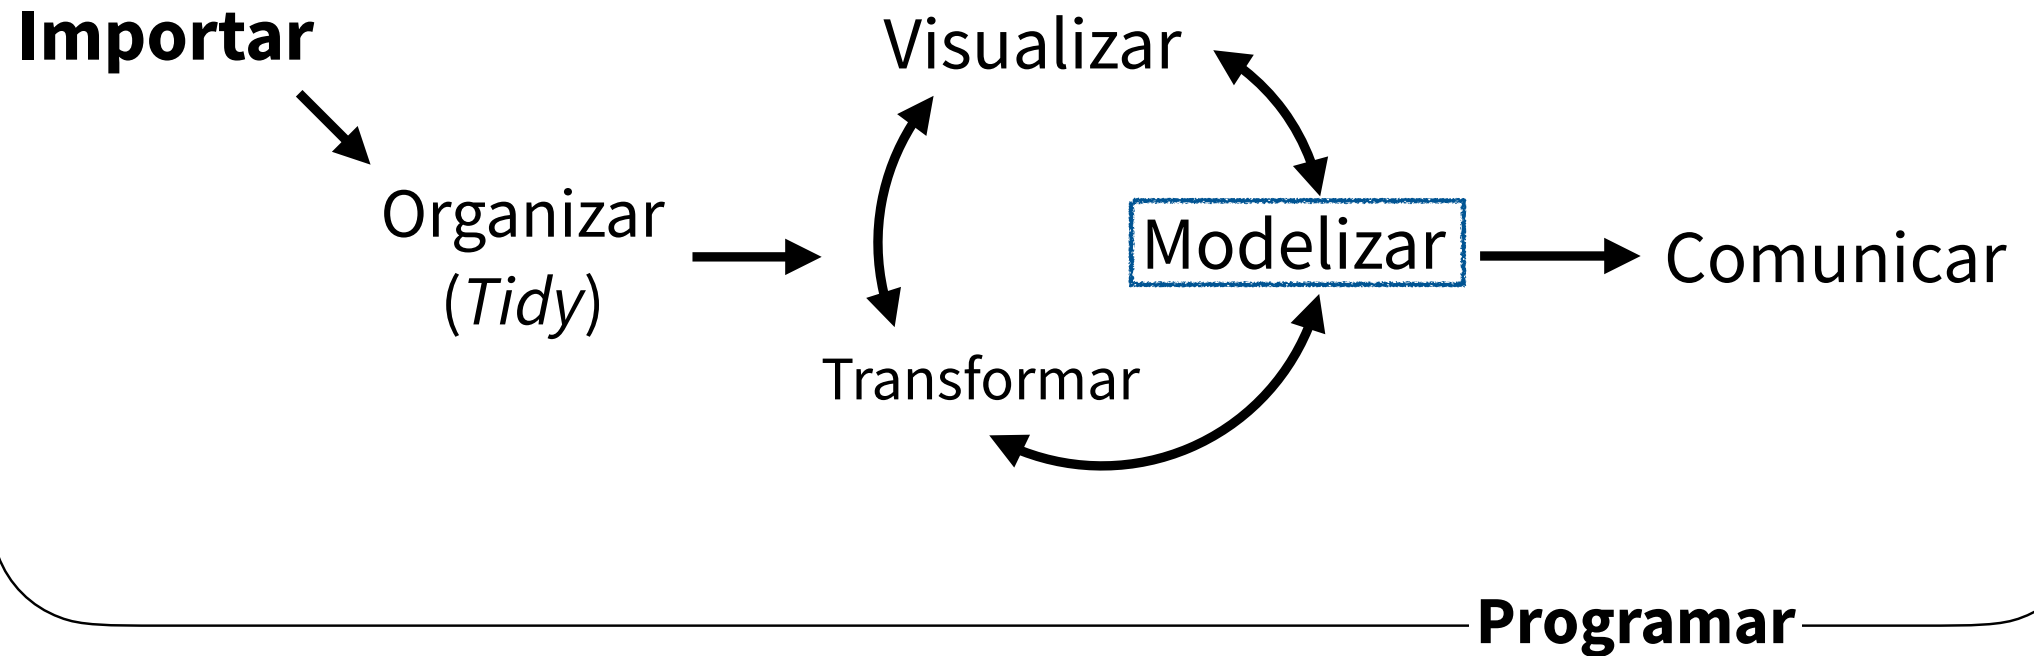 Importar
Organizar
(Tidy)
Visualizar
Transformar
Modelizar
Comunicar
Programar